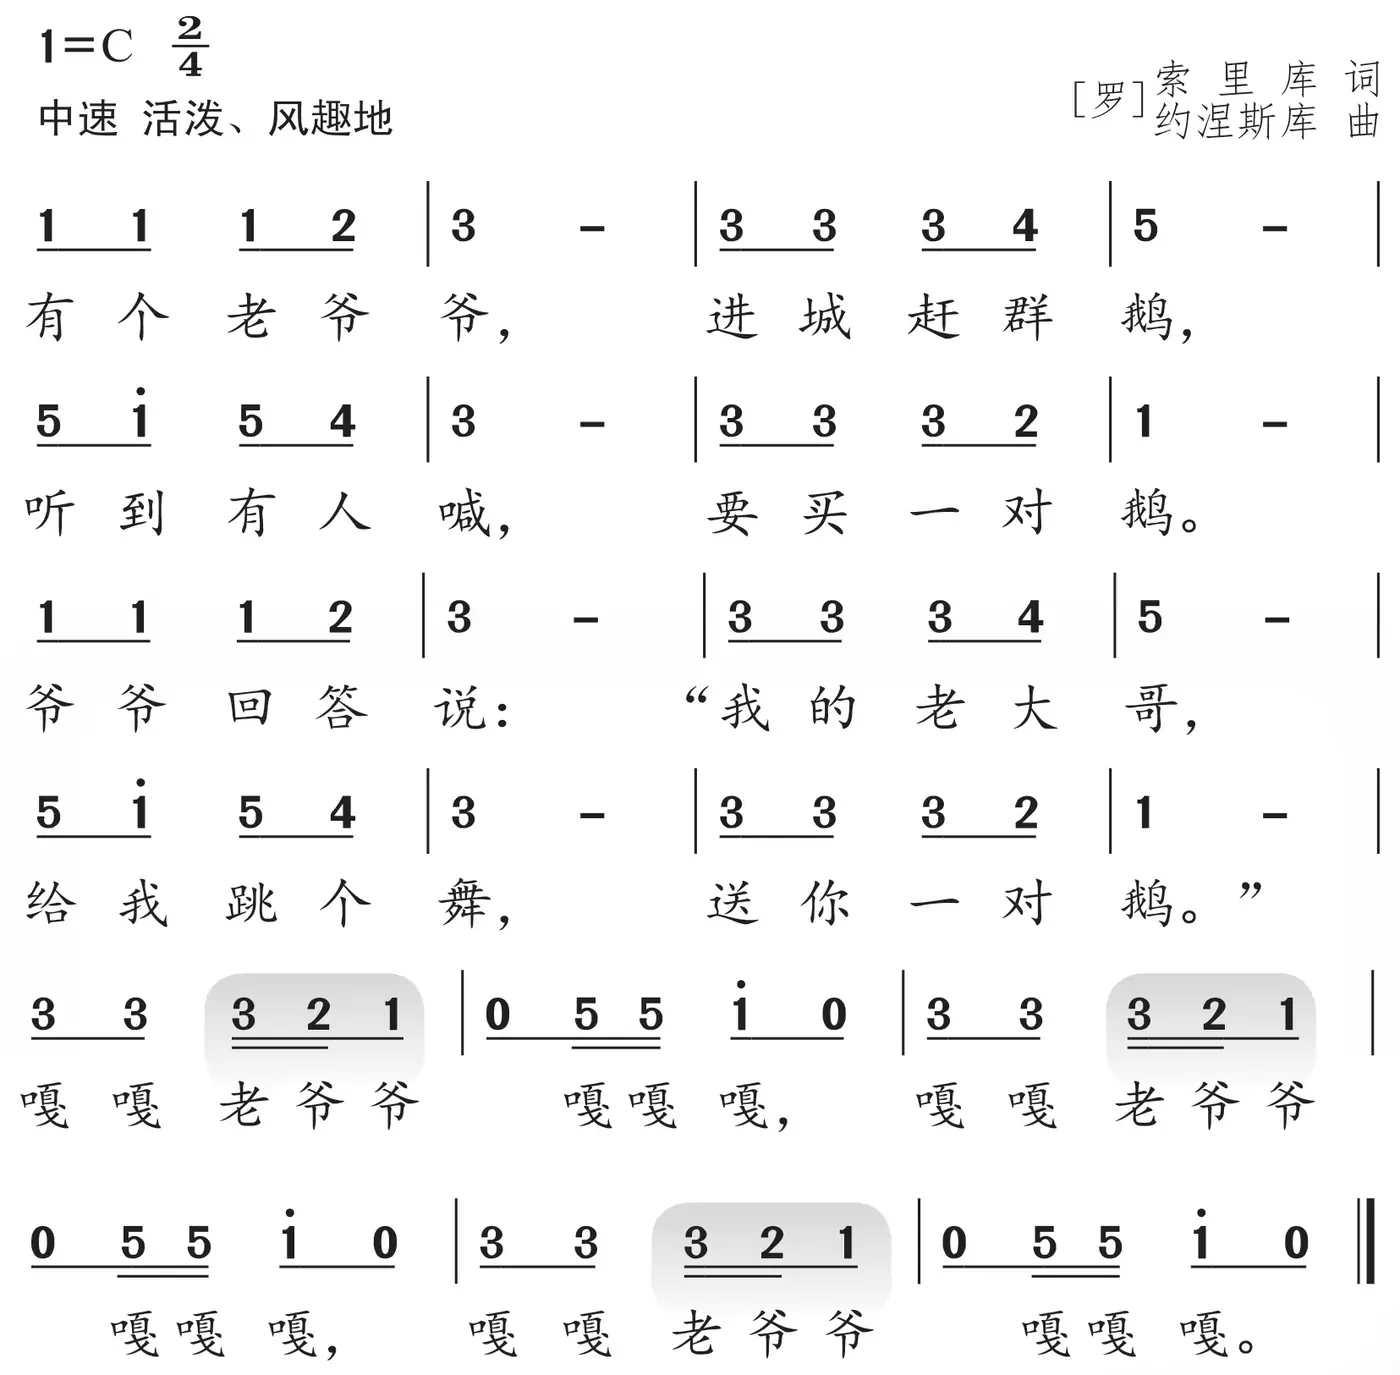 1=C 2/4
中速 活泼、风趣地
[罗] 索里库 词
约涅斯库 曲
1 1 1 2 | 3 – | 3 3 3 4 | 5 – |
有个老爷爷， 进城赶群鹅，
5 i̇ 5 4 | 3 – | 3 3 3 2 | 1 – |
听到有人喊， 要买一对鹅。
1 1 1 2 | 3 – | 3 3 3 4 | 5 – |
爷爷回答说： “我的老大哥，
5 i̇ 5 4 | 3 – | 3 3 3 2 | 1 – |
给我跳个舞， 送你一对鹅。”
3 3 3 2 1 | 0 5 5 1̇ 0 | 3 3 3 2 1 |
嘎嘎老爷爷 嘎嘎嘎， 嘎嘎老爷爷
0 5 5 1̇ 0 | 3 3 3 2 1 | 0 5 5 1̇ 0 ‖
嘎嘎嘎， 嘎嘎老爷爷 嘎嘎嘎。